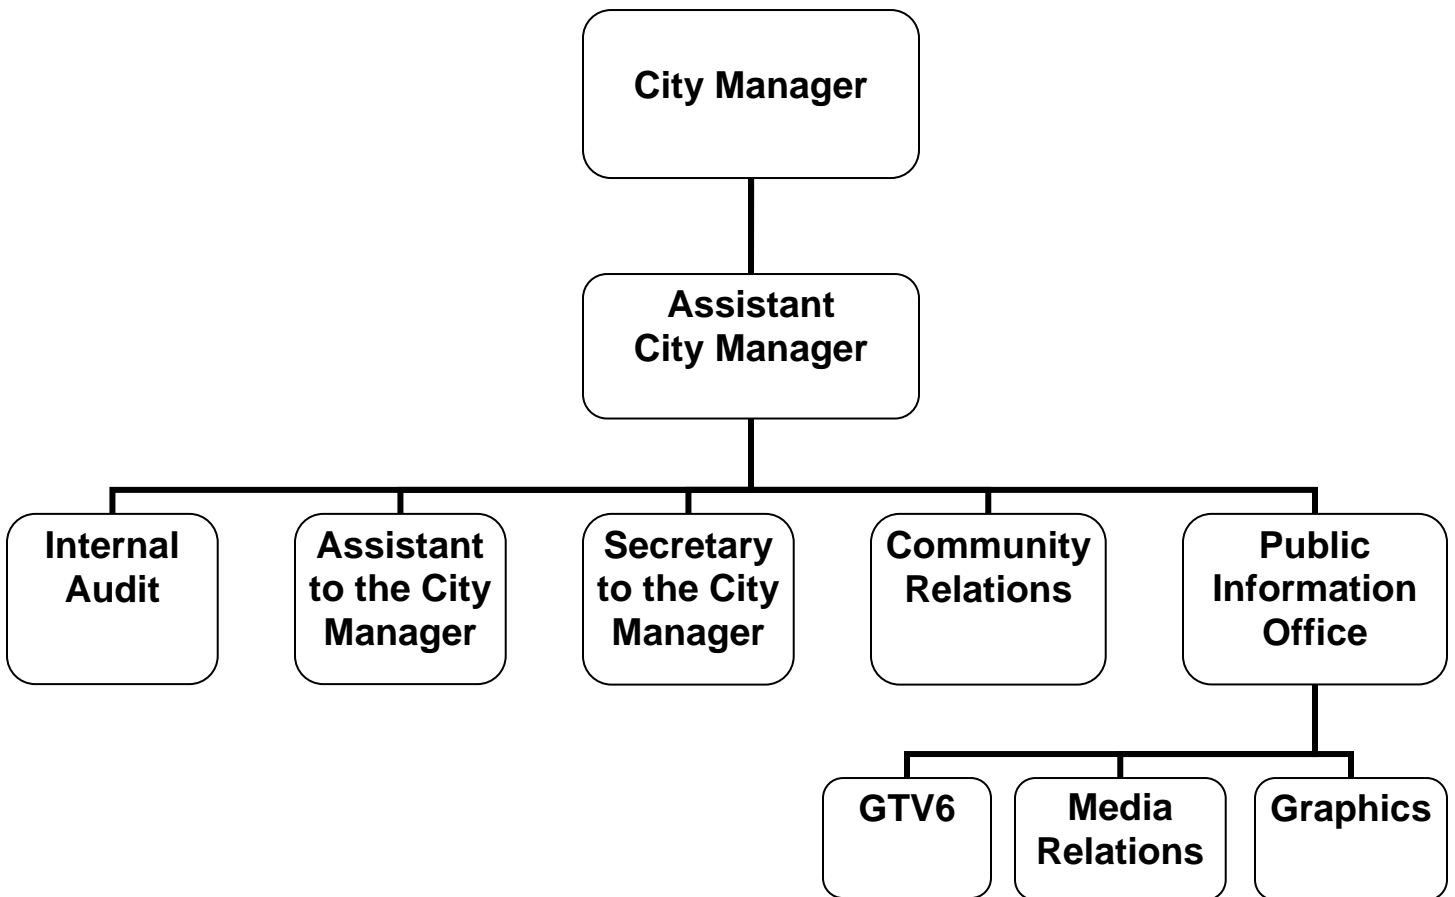 City Manager
Assistant
City Manager
Internal
Audit
Assistant
to the City
Manager
Secretary
to the City
Manager
Community
Relations
Public
Information
Office
GTV6
Media
Relations
Graphics